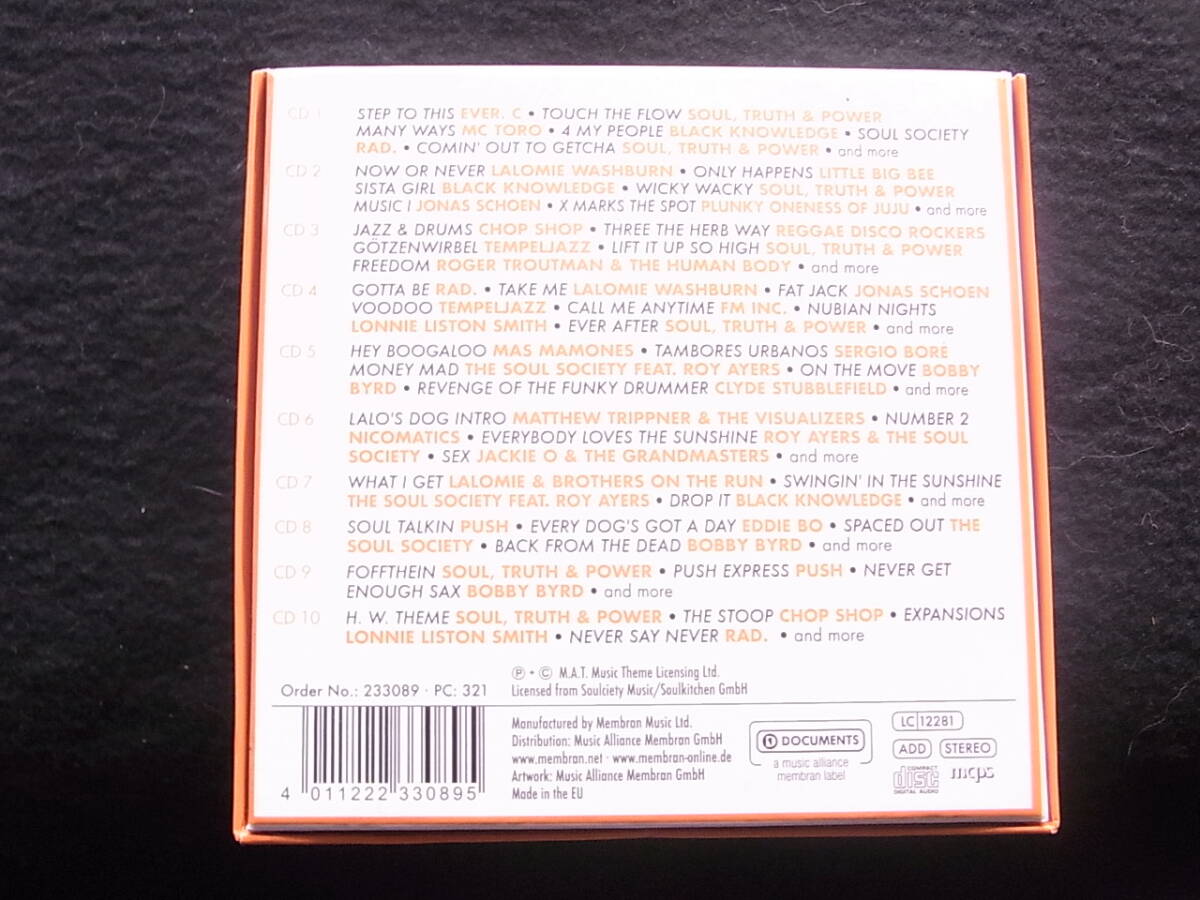 CD 1 STEP TO THIS EVER. C • TOUCH THE FLOW SOUL, TRUTH & POWER
MANY WAYS MC TORO • 4 MY PEOPLE BLACK KNOWLEDGE • SOUL SOCIETY
RAD. • COMIN' OUT TO GETCHA SOUL, TRUTH & POWER • and more
CD 2 NOW OR NEVER LALOMIE WASHBURN • ONLY HAPPENS LITTLE BIG BEE
SISTA GIRL BLACK KNOWLEDGE • WICKY WACKY SOUL, TRUTH & POWER
MUSIC I JONAS SCHOEN • X MARKS THE SPOT PLUNKY ONENESS OF JUJU • and more
CD 3 JAZZ & DRUMS CHOP SHOP • THREE THE HERB WAY REGGAE DISCO ROCKERS
GÖTZENWIRBEL TEMPELJAZZ • LIFT IT UP SO HIGH SOUL, TRUTH & POWER
FREEDOM ROGER TROUTMAN & THE HUMAN BODY • and more
CD 4 GOTTA BE RAD. • TAKE ME LALOMIE WASHBURN • FAT JACK JONAS SCHOEN
VOODOO TEMPELJAZZ • CALL ME ANYTIME FM INC. • NUBIAN NIGHTS
LONNIE LISTON SMITH • EVER AFTER SOUL, TRUTH & POWER • and more
CD 5 HEY BOOGALOO MAS MAMONES • TAMBORES URBANOS SERGIO BORÉ
MONEY MAD THE SOUL SOCIETY FEAT. ROY AYERS • ON THE MOVE BOBBY
BYRD • REVENGE OF THE FUNKY DRUMMER CLYDE STUBBLEFIELD • and more
CD 6 LALO'S DOG INTRO MATTHEW TRIPPNER & THE VISUALIZERS • NUMBER 2
NICOMATICS • EVERYBODY LOVES THE SUNSHINE ROY AYERS & THE SOUL
SOCIETY • SEX JACKIE O & THE GRANDMASTERS • and more
CD 7 WHAT I GET LALOMIE & BROTHERS ON THE RUN • SWINGIN' IN THE SUNSHINE
THE SOUL SOCIETY FEAT. ROY AYERS • DROP IT BLACK KNOWLEDGE • and more
CD 8 SOUL TALKIN PUSH • EVERY DOG'S GOT A DAY EDDIE BO • SPACED OUT THE
SOUL SOCIETY • BACK FROM THE DEAD BOBBY BYRD • and more
CD 9 FOFFTHEIN SOUL, TRUTH & POWER • PUSH EXPRESS PUSH • NEVER GET
ENOUGH SAX BOBBY BYRD • and more
CD 10 H. W. THEME SOUL, TRUTH & POWER • THE STOOP CHOP SHOP • EXPANSIONS
LONNIE LISTON SMITH • NEVER SAY NEVER RAD. • and more
℗ • © M.A.T. Music Theme Licensing Ltd.
Order No.: 233089 · PC: 321
Licensed from Soulciety Music/Soulkitchen GmbH
4 011222 330895
Manufactured by Membran Music Ltd.
Distribution: Music Alliance Membran GmbH
www.membran.net · www.membran-online.de
Artwork: Music Alliance Membran GmbH
Made in the EU
DOCUMENTS
a music alliance
membran label
LC 12281
ADD STEREO
COMPACT
disc
DIGITAL AUDIO
mcps